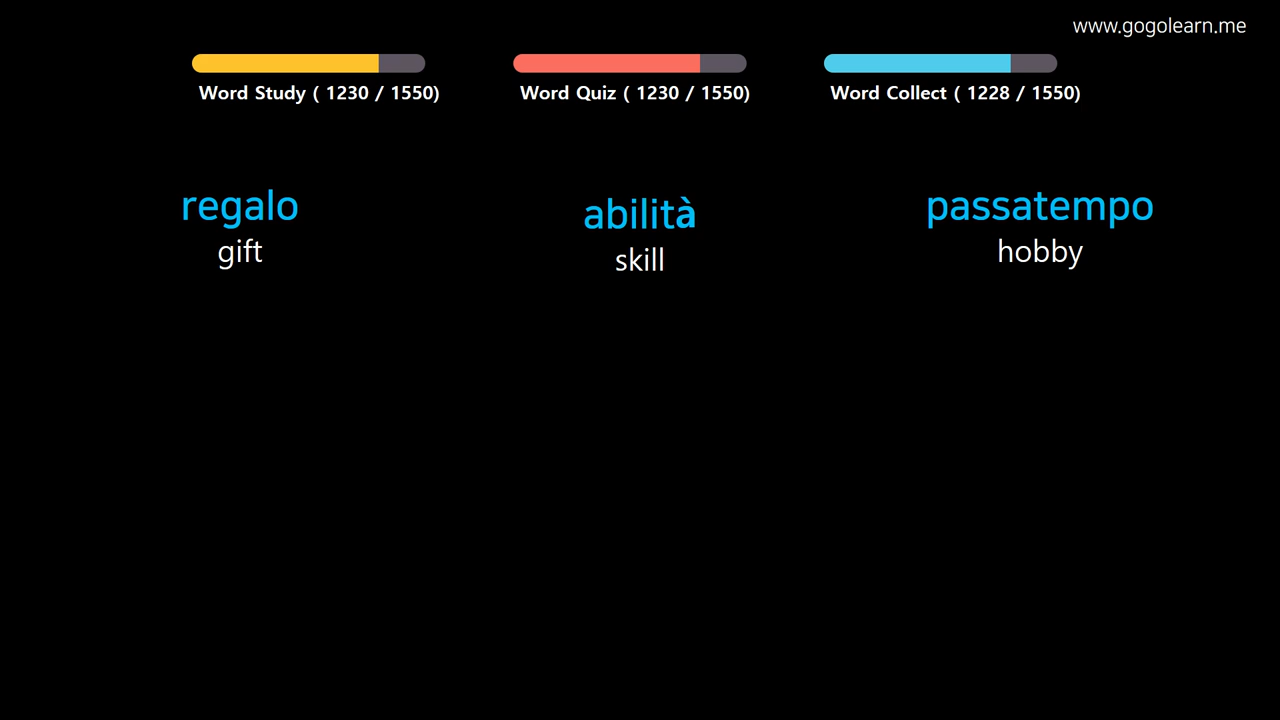 www.gogolearn.me
Word Study ( 1230 / 1550)
Word Quiz ( 1230 / 1550)
Word Collect ( 1228 / 1550)
regalo
gift
abilità
skill
passatempo
hobby